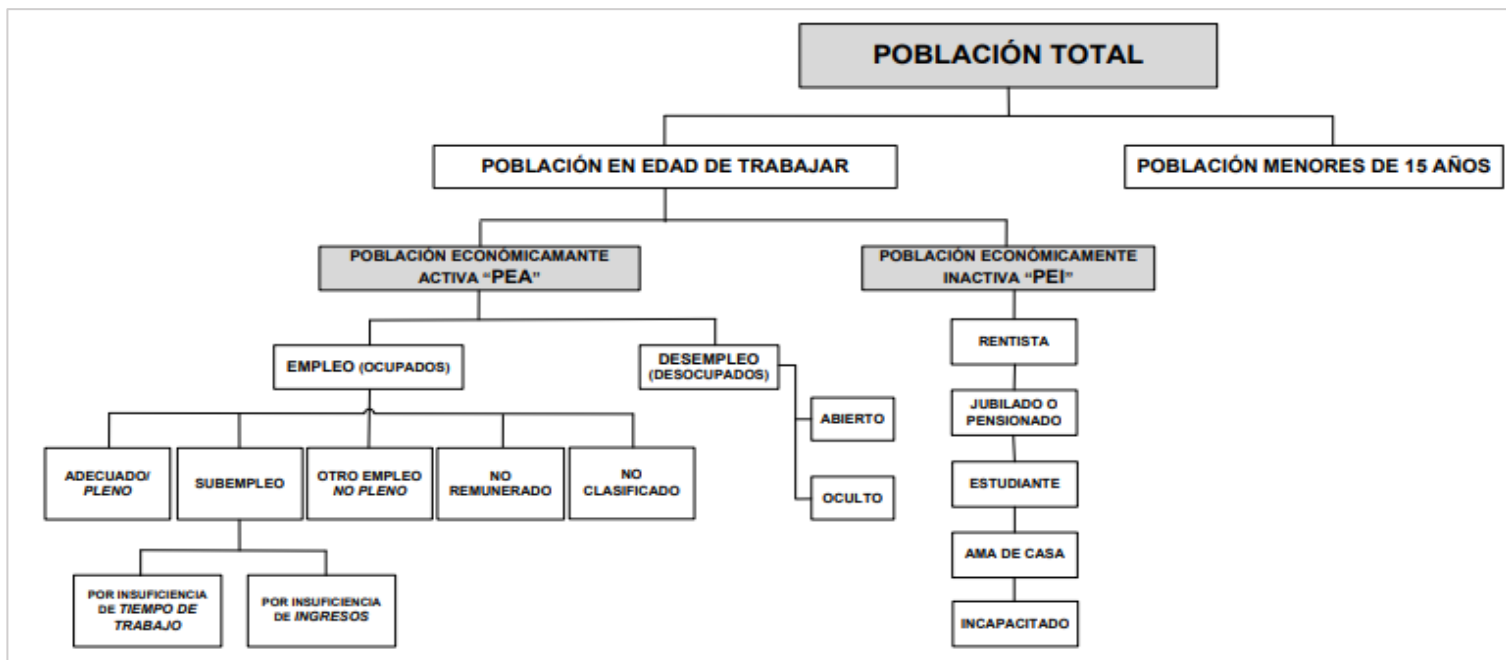 POBLACIÓN TOTAL
POBLACIÓN EN EDAD DE TRABAJAR
POBLACIÓN MENORES DE 15 AÑOS
POBLACIÓN ECONÓMICAMANTE
ACTIVA “PEA”
POBLACIÓN ECONÓMICAMENTE
INACTIVA “PEI”
EMPLEO (OCUPADOS)
DESEMPLEO
(DESOCUPADOS)
RENTISTA
ABIERTO
JUBILADO O
PENSIONADO
ADECUADO/
PLENO
SUBEMPLEO
OTRO EMPLEO
NO PLENO
NO
REMUNERADO
NO
CLASIFICADO
OCULTO
ESTUDIANTE
AMA DE CASA
POR INSUFICIENCIA
DE TIEMPO DE
TRABAJO
POR INSUFICIENCIA
DE INGRESOS
INCAPACITADO